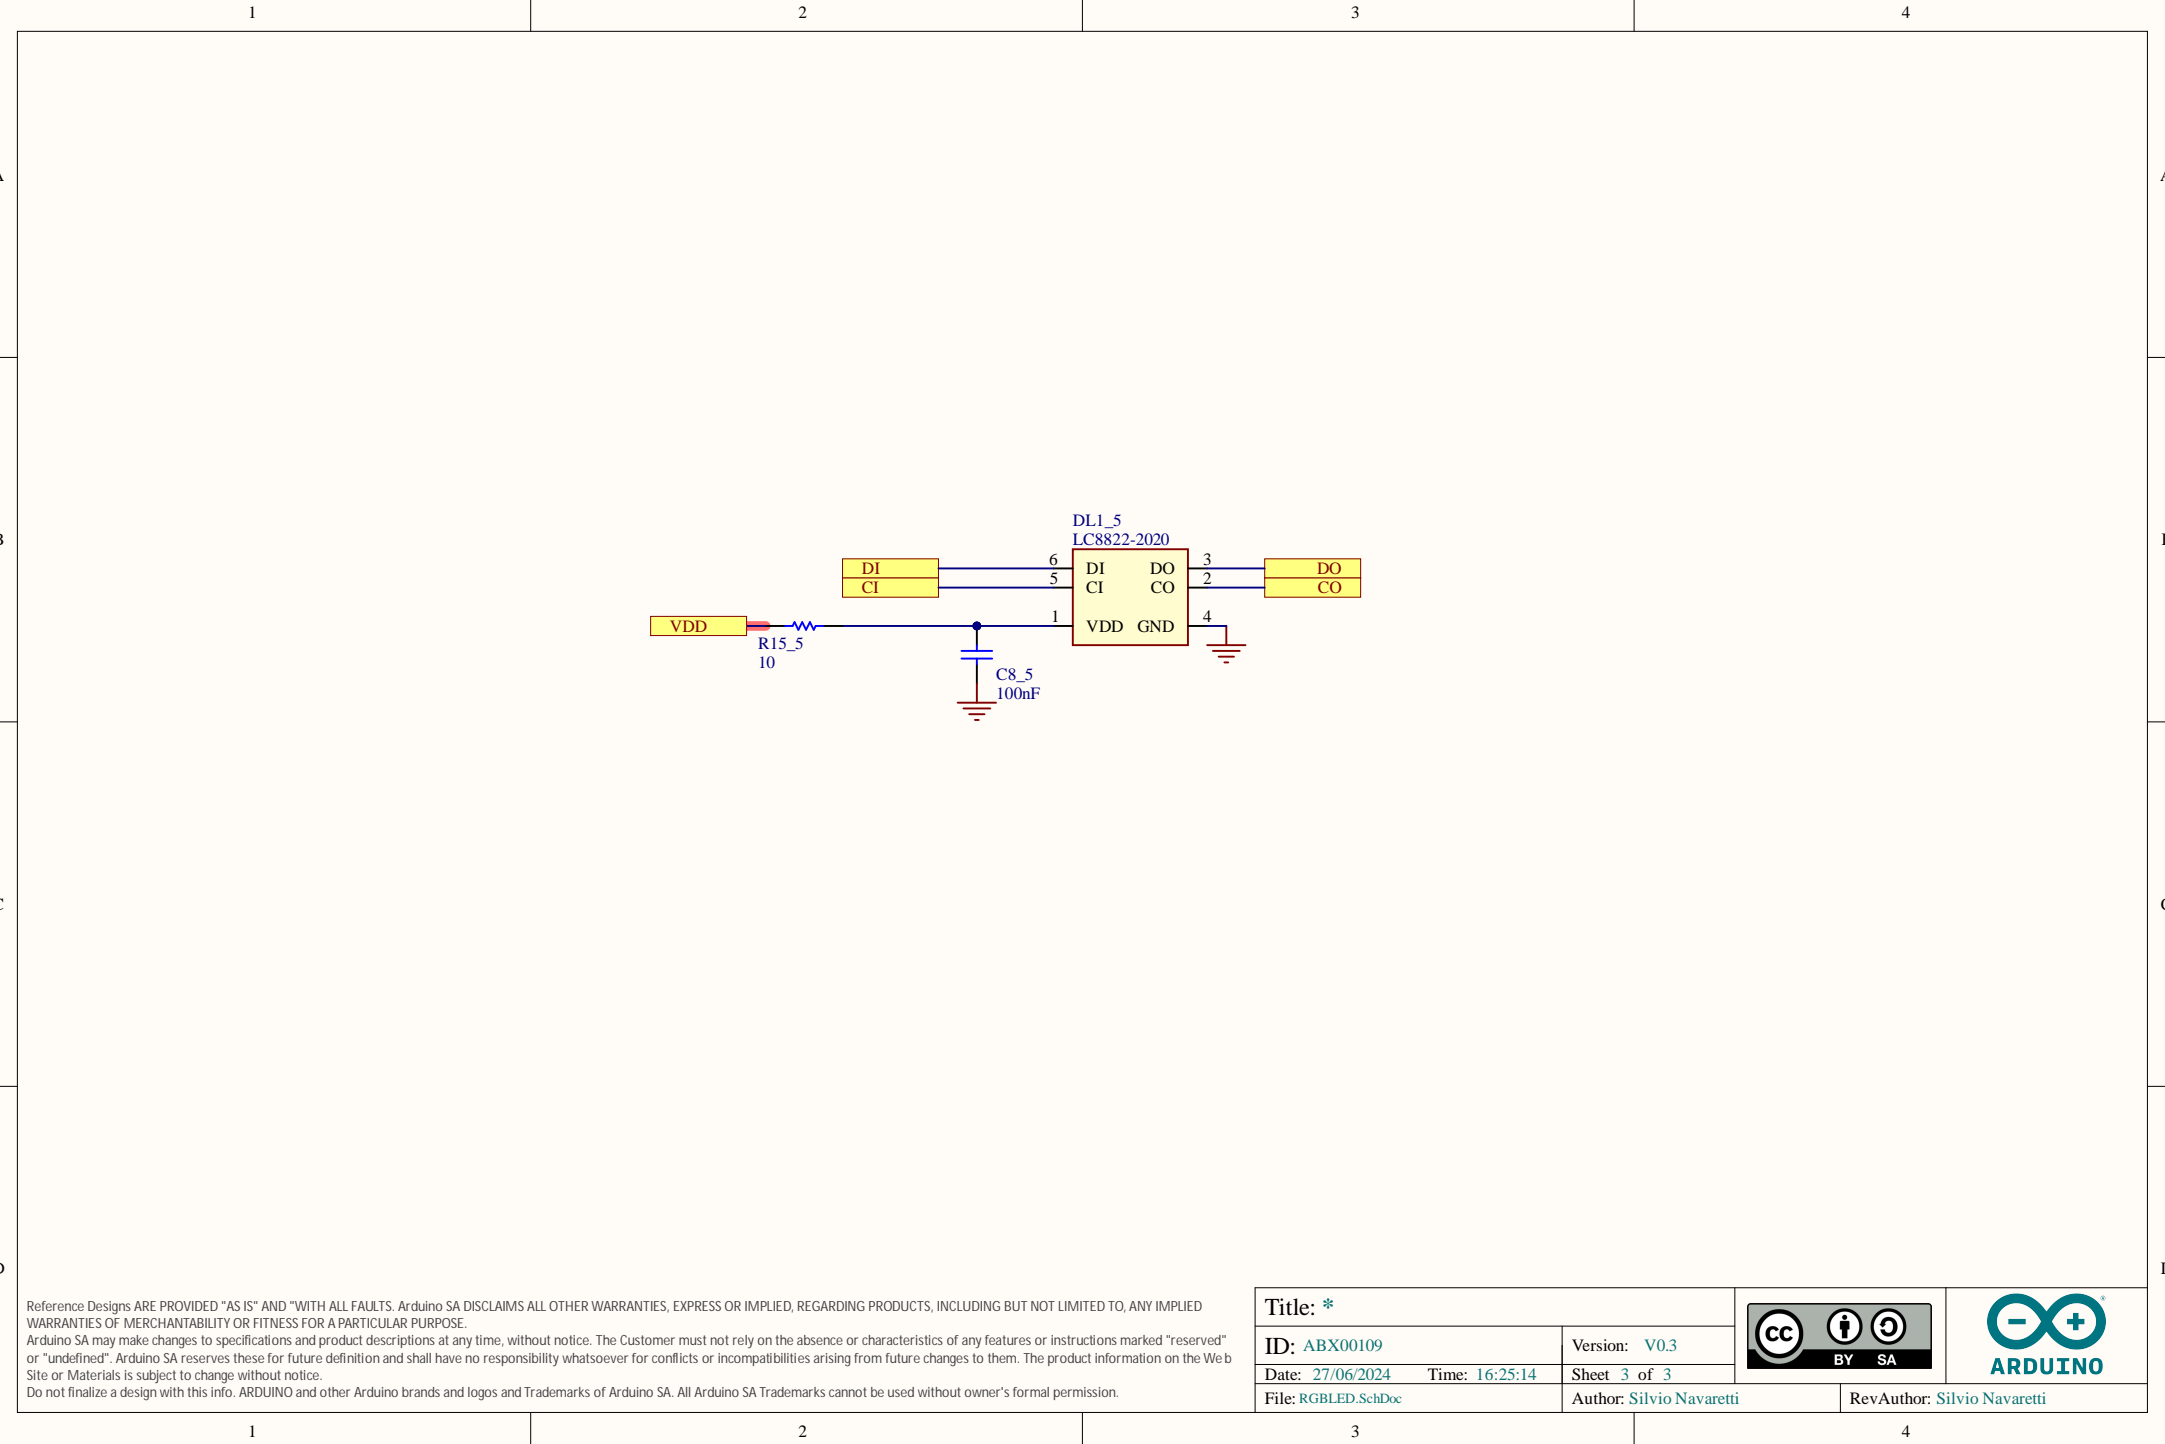 1 2 3 4
A A
B
DL1_5
LC8822-2020
DI 6 DI DO 3 DO
CI 5 CI CO 2 CO
VDD 1 VDD GND 4
R15_5
10
C8_5
100nF
C
D
Reference Designs ARE PROVIDED "AS IS" AND "WITH ALL FAULTS. Arduino SA DISCLAIMS ALL OTHER WARRANTIES, EXPRESS OR IMPLIED, REGARDING PRODUCTS, INCLUDING BUT NOT LIMITED TO, ANY IMPLIED
WARRANTIES OF MERCHANTABILITY OR FITNESS FOR A PARTICULAR PURPOSE.
Arduino SA may make changes to specifications and product descriptions at any time, without notice. The Customer must not rely on the absence or characteristics of any features or instructions marked "reserved"
or "undefined". Arduino SA reserves these for future definition and shall have no responsibility whatsoever for conflicts or incompatibilities arising from future changes to them. The product information on the Web
Site or Materials is subject to change without notice.
Do not finalize a design with this info. ARDUINO and other Arduino brands and logos and Trademarks of Arduino SA. All Arduino SA Trademarks cannot be used without owner's formal permission.
Title: *
ID: ABX00109 Version: V0.3
Date: 27/06/2024 Time: 16:25:14 Sheet 3 of 3
File: RGBLED.SchDoc Author: Silvio Navaretti RevAuthor: Silvio Navaretti
cc BY SA
ARDUINO
®
1 2 3 4